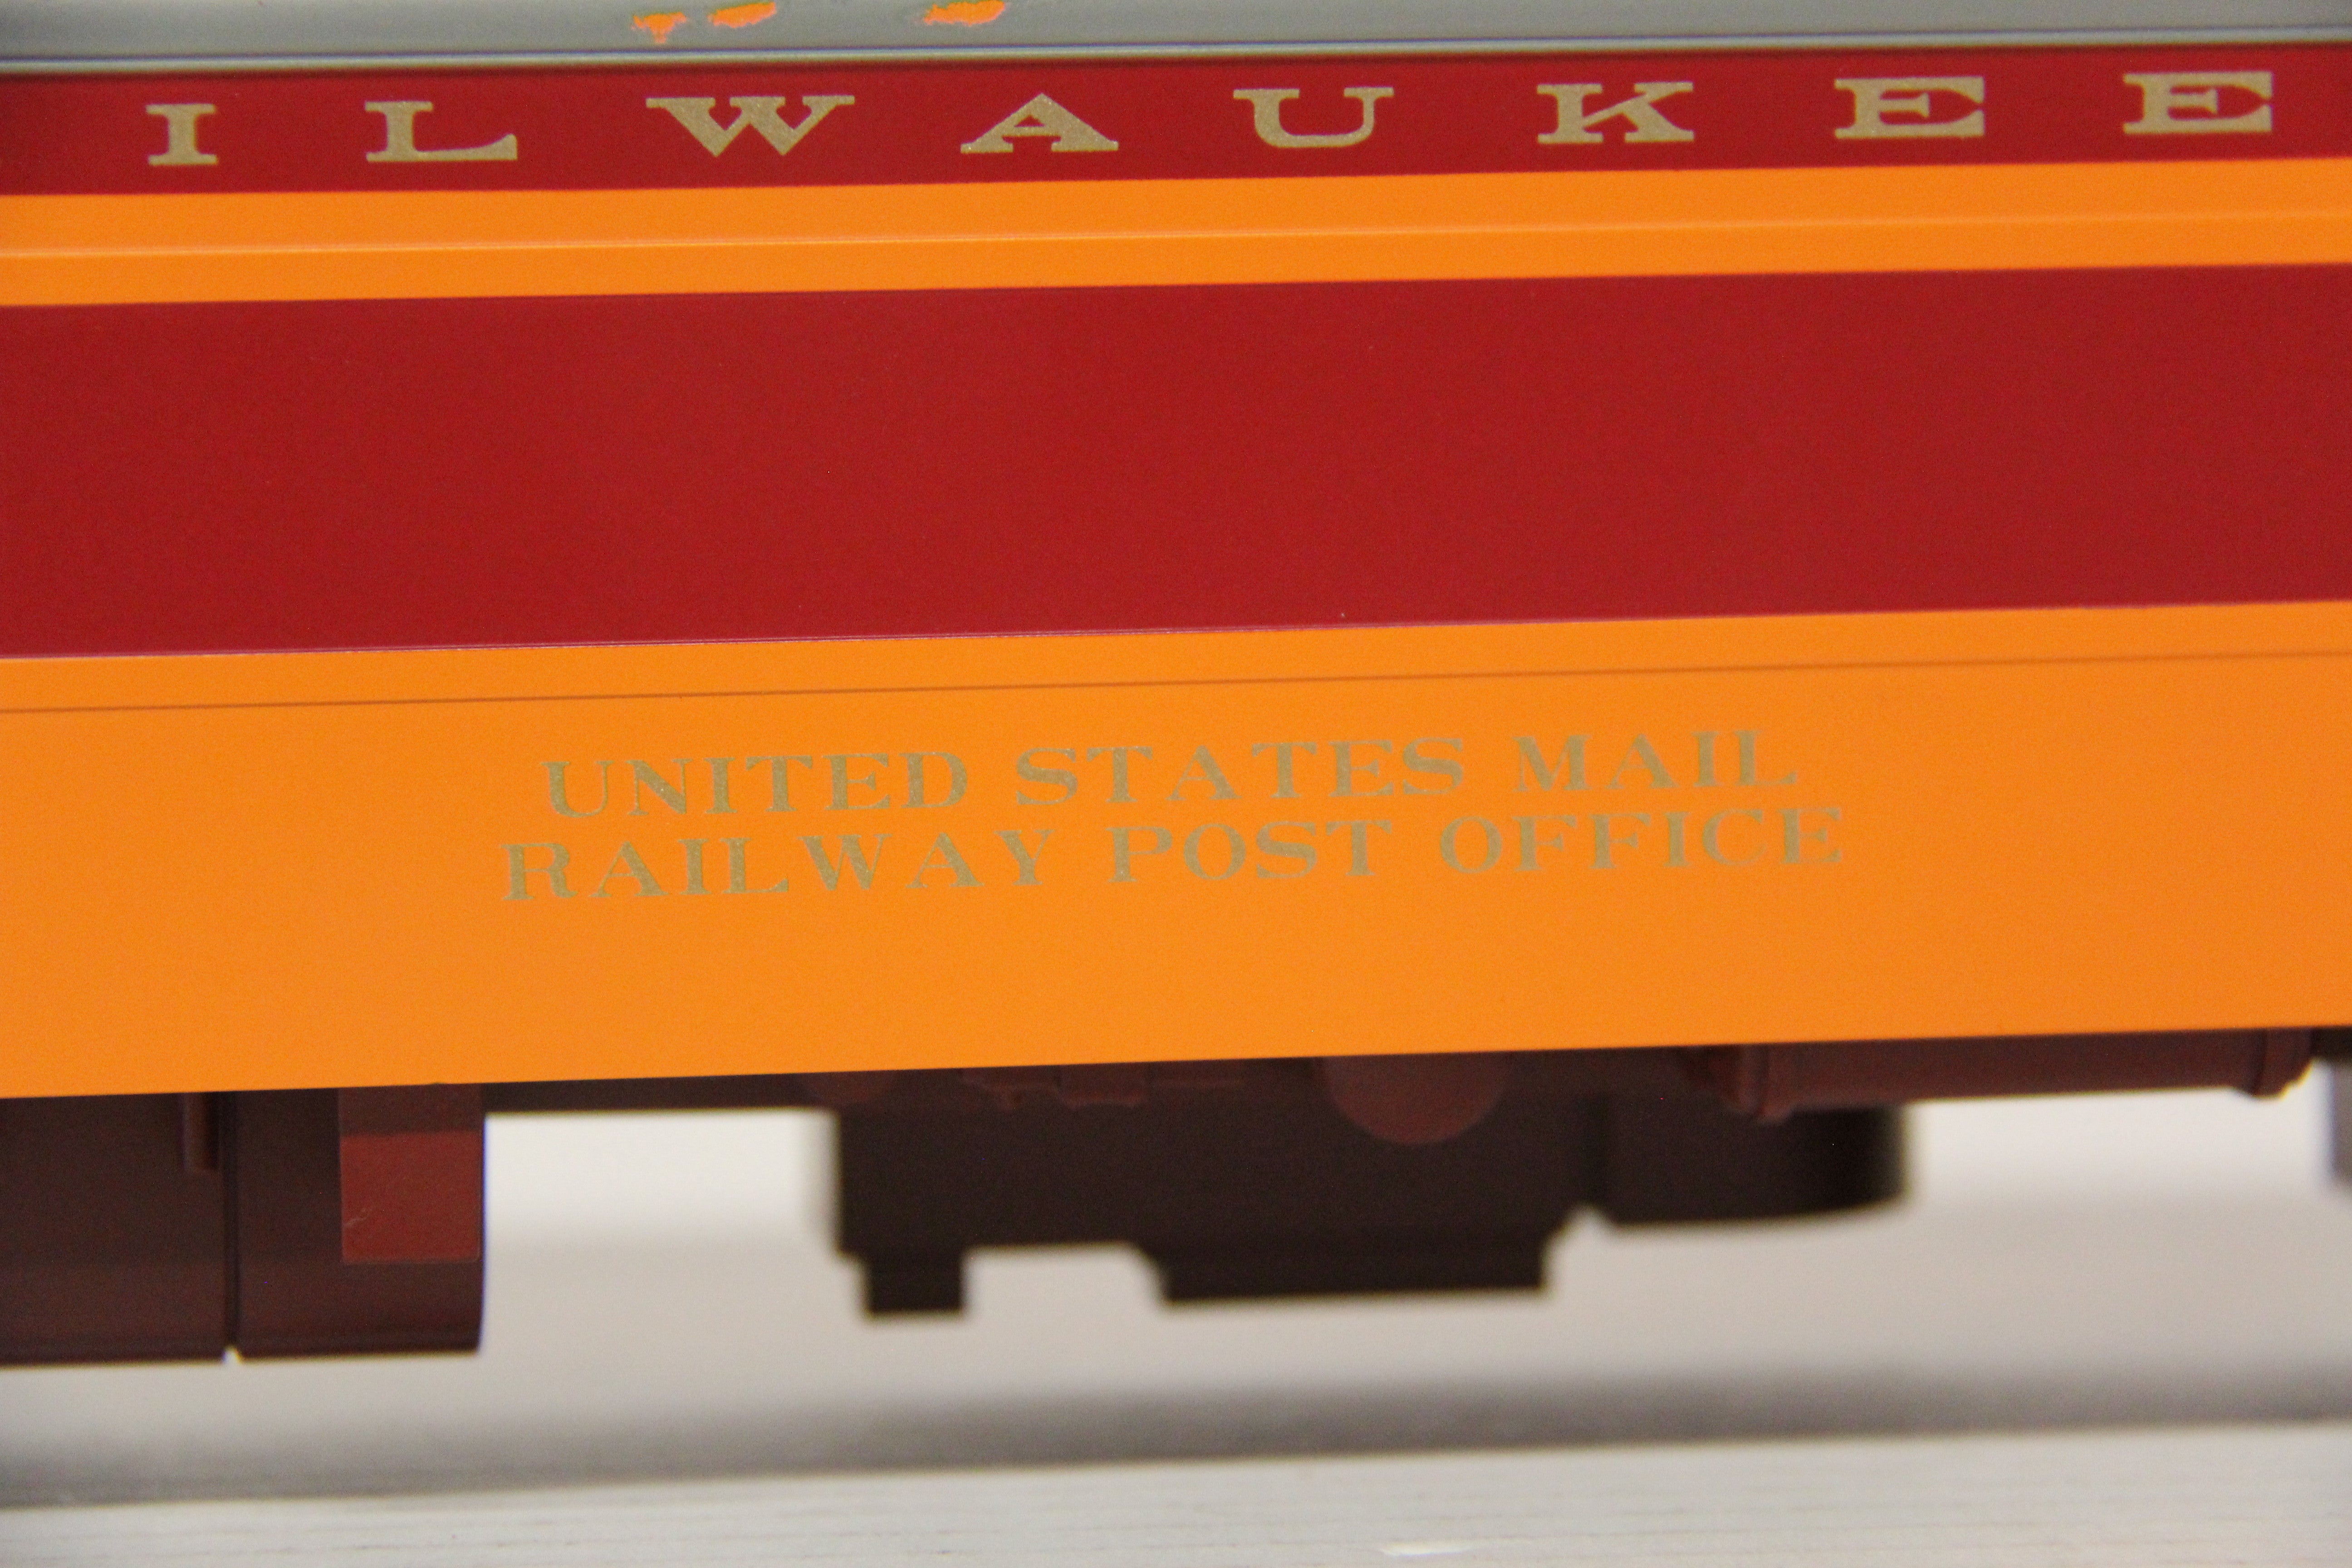 ILWAUKEE
UNITED STATES MAIL
RAILWAY POST OFFICE